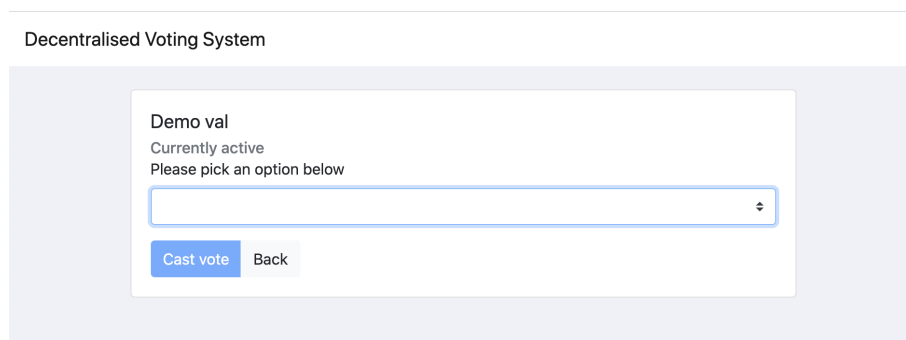 Decentralised Voting System
Demo val
Currently active
Please pick an option below
Cast vote Back